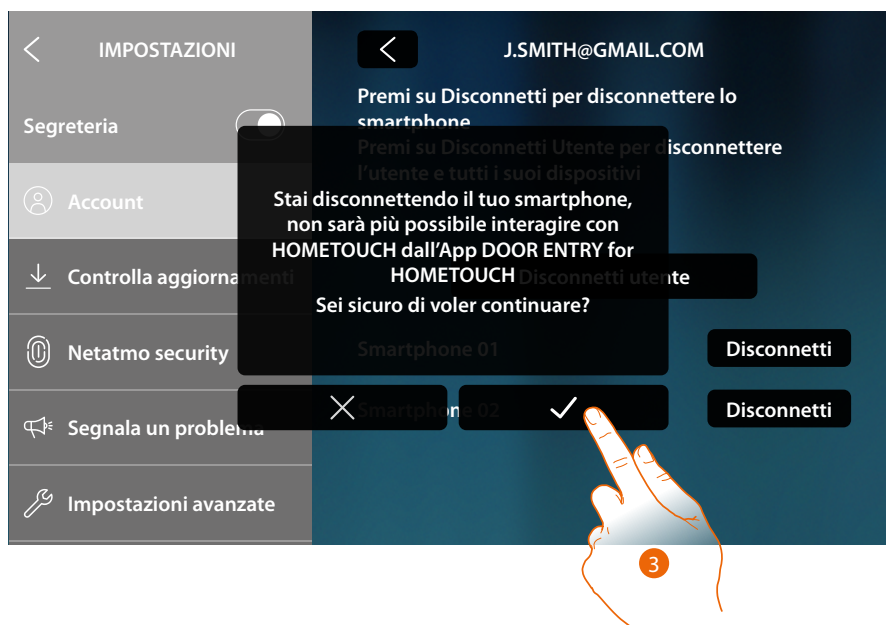 IMPOSTAZIONI
Segreteria
Account
Controlla aggiornamenti
Netatmo security
Segnala un problema
Impostazioni avanzate
J.SMITH@GMAIL.COM
Premi su Disconnetti per disconnettere lo
smartphone
Premi su Disconnetti Utente per disconnettere
l'utente e tutti i suoi dispositivi
Stai disconnettendo il tuo smartphone,
non sarà più possibile interagire con
HOMETOUCH dall'App DOOR ENTRY for
HOMETOUCH
Sei sicuro di voler continuare?
Disconnetti utente
Smartphone 01
Disconnetti
Smartphone 02
Disconnetti
3